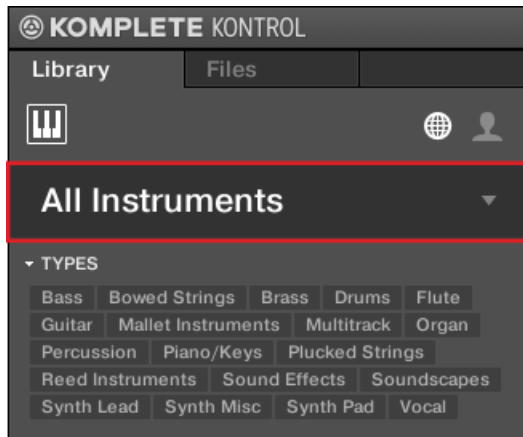 KOMPLETE KONTROL
Library Files
All Instruments
TYPES
Bass Bowed Strings Brass Drums Flute
Guitar Mallet Instruments Multitrack Organ
Percussion Piano/Keys Plucked Strings
Reed Instruments Sound Effects Soundscapes
Synth Lead Synth Misc Synth Pad Vocal